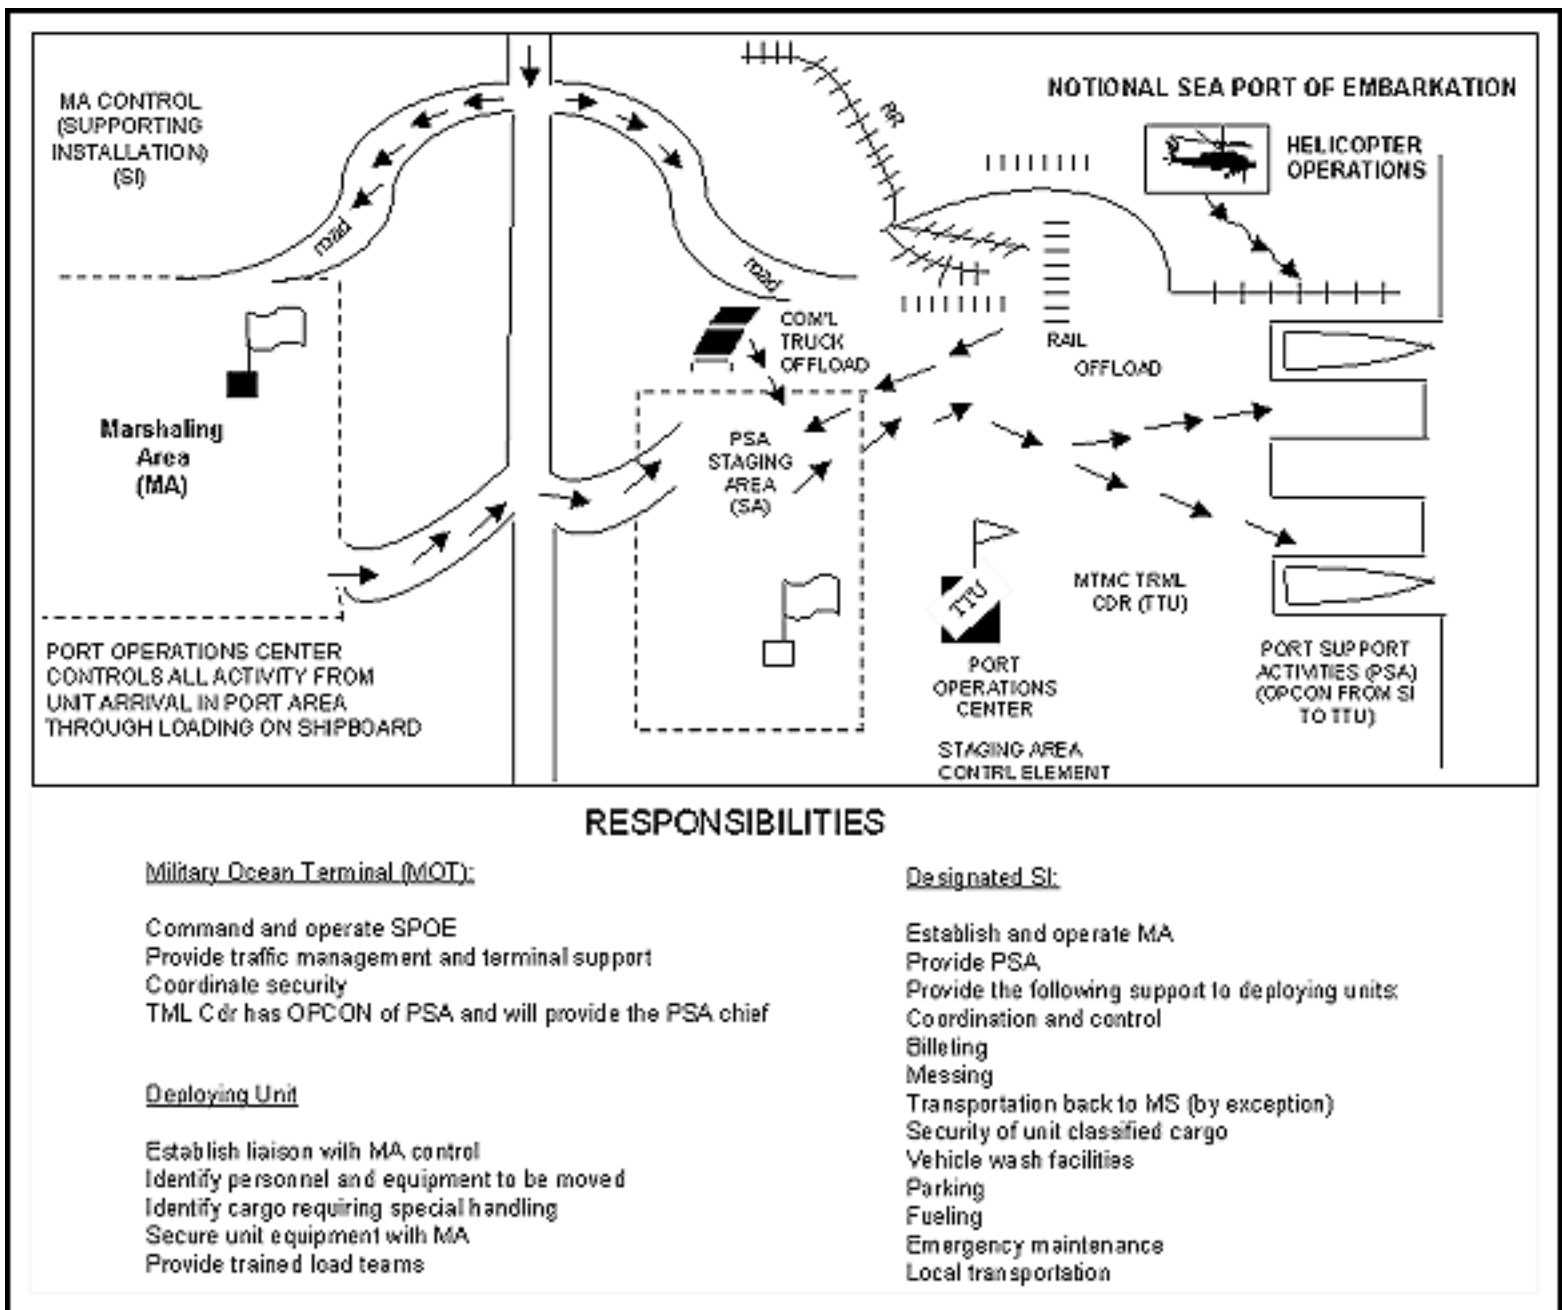 NOTIONAL SEA PORT OF EMBARKATION
MA CONTROL
(SUPPORTING
INSTALLATION)
(SI)
RR
HELICOPTER
OPERATIONS
road
road
COM'L
TRUCK
OFFLOAD
RAIL
OFFLOAD
Marshaling
Area
(MA)
PSA
STAGING
AREA
(SA)
TTU
MTMC TRML
CDR (TTU)
PORT OPERATIONS CENTER
CONTROLS ALL ACTIVITY FROM
UNIT ARRIVAL IN PORT AREA
THROUGH LOADING ON SHIPBOARD
PORT
OPERATIONS
CENTER
STAGING AREA
CONTRL ELEMENT
PORT SUPPORT
ACTIVITIES (PSA)
(OPCON FROM SI
TO TTU)
RESPONSIBILITIES
Military Ocean Terminal (MOT):
Command and operate SPOE
Provide traffic management and terminal support
Coordinate security
TML Cdr has OPCON of PSA and will provide the PSA chief
Deploying Unit
Establish liaison with MA control
Identify personnel and equipment to be moved
Identify cargo requiring special handling
Secure unit equipment with MA
Provide trained load teams
Designated SI:
Establish and operate MA
Provide PSA
Provide the following support to deploying units:
Coordination and control
Billeting
Messing
Transportation back to MS (by exception)
Security of unit classified cargo
Vehicle wash facilities
Parking
Fueling
Emergency maintenance
Local transportation